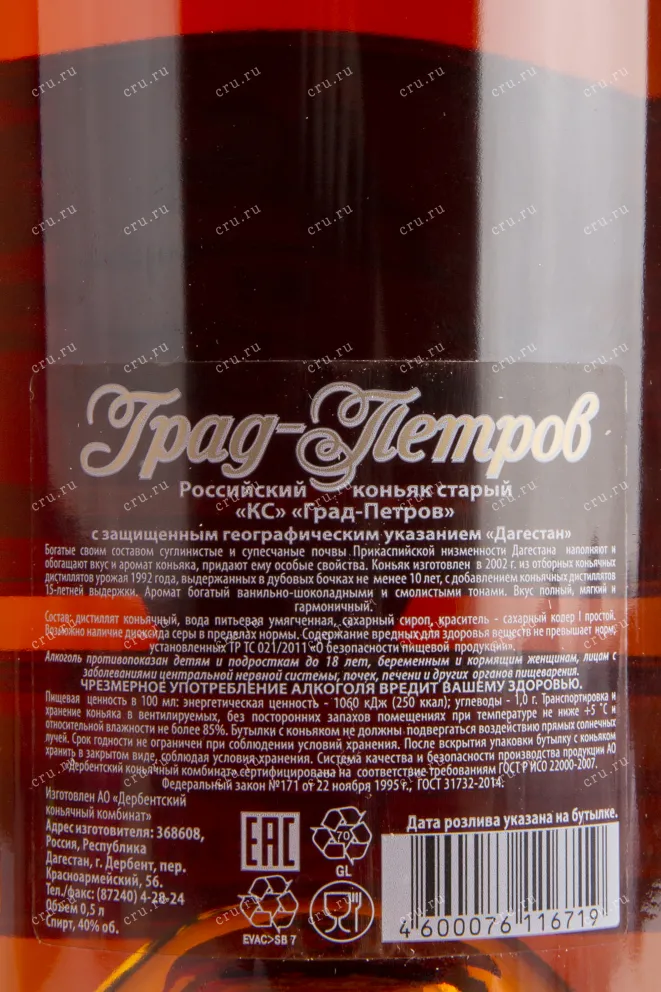 Град-Петров
Российский коньяк старый
«КС» «Град-Петров»
с защищенным географическим указанием «Дагестан»
Богатые своим составом суглинистые и супесчаные почвы Прикаспийской низменности Дагестана наполняют и
обогащают вкус и аромат коньяка, придают ему особые свойства. Коньяк изготовлен в 2002 г. из отборных коньячных
дистиллятов урожая 1992 года, выдержанных в дубовых бочках не менее 10 лет, с добавлением коньячных дистиллятов
15-летней выдержки. Аромат богатый ванильно-шоколадными и смолистыми тонами. Вкус полный, мягкий и
гармоничный.
Состав: дистиллят коньячный, вода питьевая умягченная, сахарный сироп, краситель - сахарный колер I простой.
Возможно наличие диоксида серы в пределах нормы. Содержание вредных для здоровья веществ не превышает норм,
установленных ТР ТС 021/2011 «О безопасности пищевой продукции».
Алкоголь противопоказан детям и подросткам до 18 лет, беременным и кормящим женщинам, лицам с
заболеваниями центральной нервной системы, почек, печени и других органов пищеварения.
ЧРЕЗМЕРНОЕ УПОТРЕБЛЕНИЕ АЛКОГОЛЯ ВРЕДИТ ВАШЕМУ ЗДОРОВЬЮ.
Пищевая ценность в 100 мл: энергетическая ценность - 1060 кДж (250 ккал); углеводы - 1,0 г. Транспортировка и
хранение коньяка в вентилируемых, без посторонних запахов помещениях при температуре не ниже +5 °С и
относительной влажности не более 85%. Бутылки с коньяком не должны подвергаться воздействию прямых солнечных
лучей. Срок годности не ограничен при соблюдении условий хранения. После вскрытия упаковки бутылку с коньяком
хранить в закрытом виде, соблюдая условия хранения. Система качества и безопасности производства продукции АО
«Дербентский коньячный комбинат» сертифицирована на соответствие требованиям ГОСТ Р ИСО 22000-2007.
Федеральный закон №171 от 22 ноября 1995 г., ГОСТ 31732-2014.
Изготовлен АО «Дербентский
коньячный комбинат»
Адрес изготовителя: 368608,
Россия, Республика
Дагестан, г. Дербент, пер.
Красноармейский, 56.
Тел./факс: (87240) 4-28-24
Объем 0,5 л
Спирт, 40% об.
ЕАС
70
GL
EVAC>SB 7
Дата розлива указана на бутылке.
4 600076 116719
cru.ru